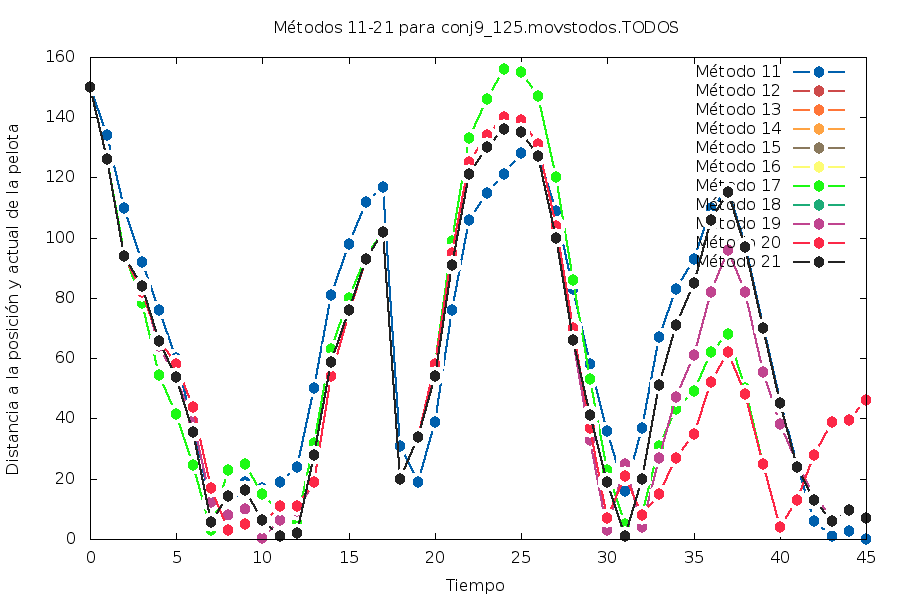 Métodos 11-21 para conj9_125.movstodos.TODOS
Distancia a la posición y actual de la pelota
160
140
120
100
80
60
40
20
0
Método 11
Método 12
Método 13
Método 14
Método 15
Método 16
Método 17
Método 18
Método 19
Método 20
Método 21
0 5 10 15 20 25 30 35 40 45
Tiempo